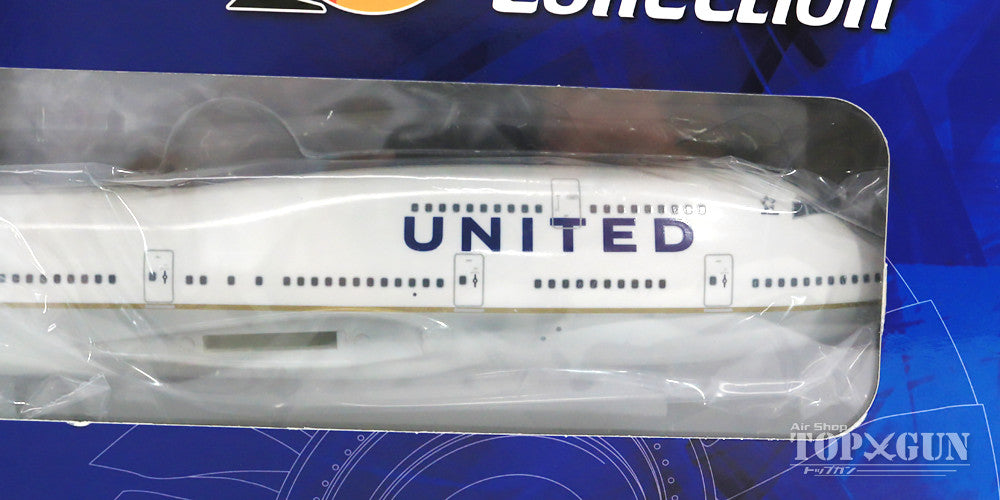 Collection
UNITED
Air Shop
TOP GUN
トップガン